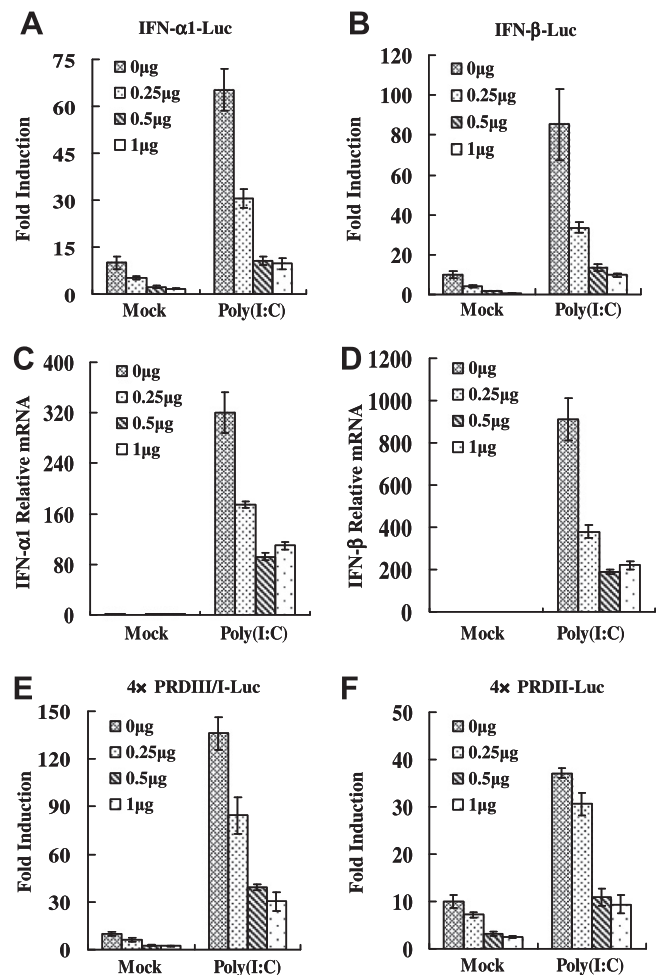 A
IFN-α1-Luc
Fold Induction
75
60
45
30
15
0
0µg
0.25µg
0.5µg
1µg
Mock
Poly(I:C)
B
IFN-β-Luc
Fold Induction
120
100
80
60
40
20
0
0µg
0.25µg
0.5µg
1µg
Mock
Poly(I:C)
C
IFN-α1 Relative mRNA
400
320
240
160
80
0
0µg
0.25µg
0.5µg
1µg
Mock
Poly(I:C)
D
IFN-β Relative mRNA
1200
1000
800
600
400
200
0
0µg
0.25µg
0.5µg
1µg
Mock
Poly(I:C)
E
4× PRDIII/I-Luc
Fold Induction
150
120
90
60
30
0
0µg
0.25µg
0.5µg
1µg
Mock
Poly(I:C)
F
4× PRDII-Luc
Fold Induction
50
40
30
20
10
0
0µg
0.25µg
0.5µg
1µg
Mock
Poly(I:C)